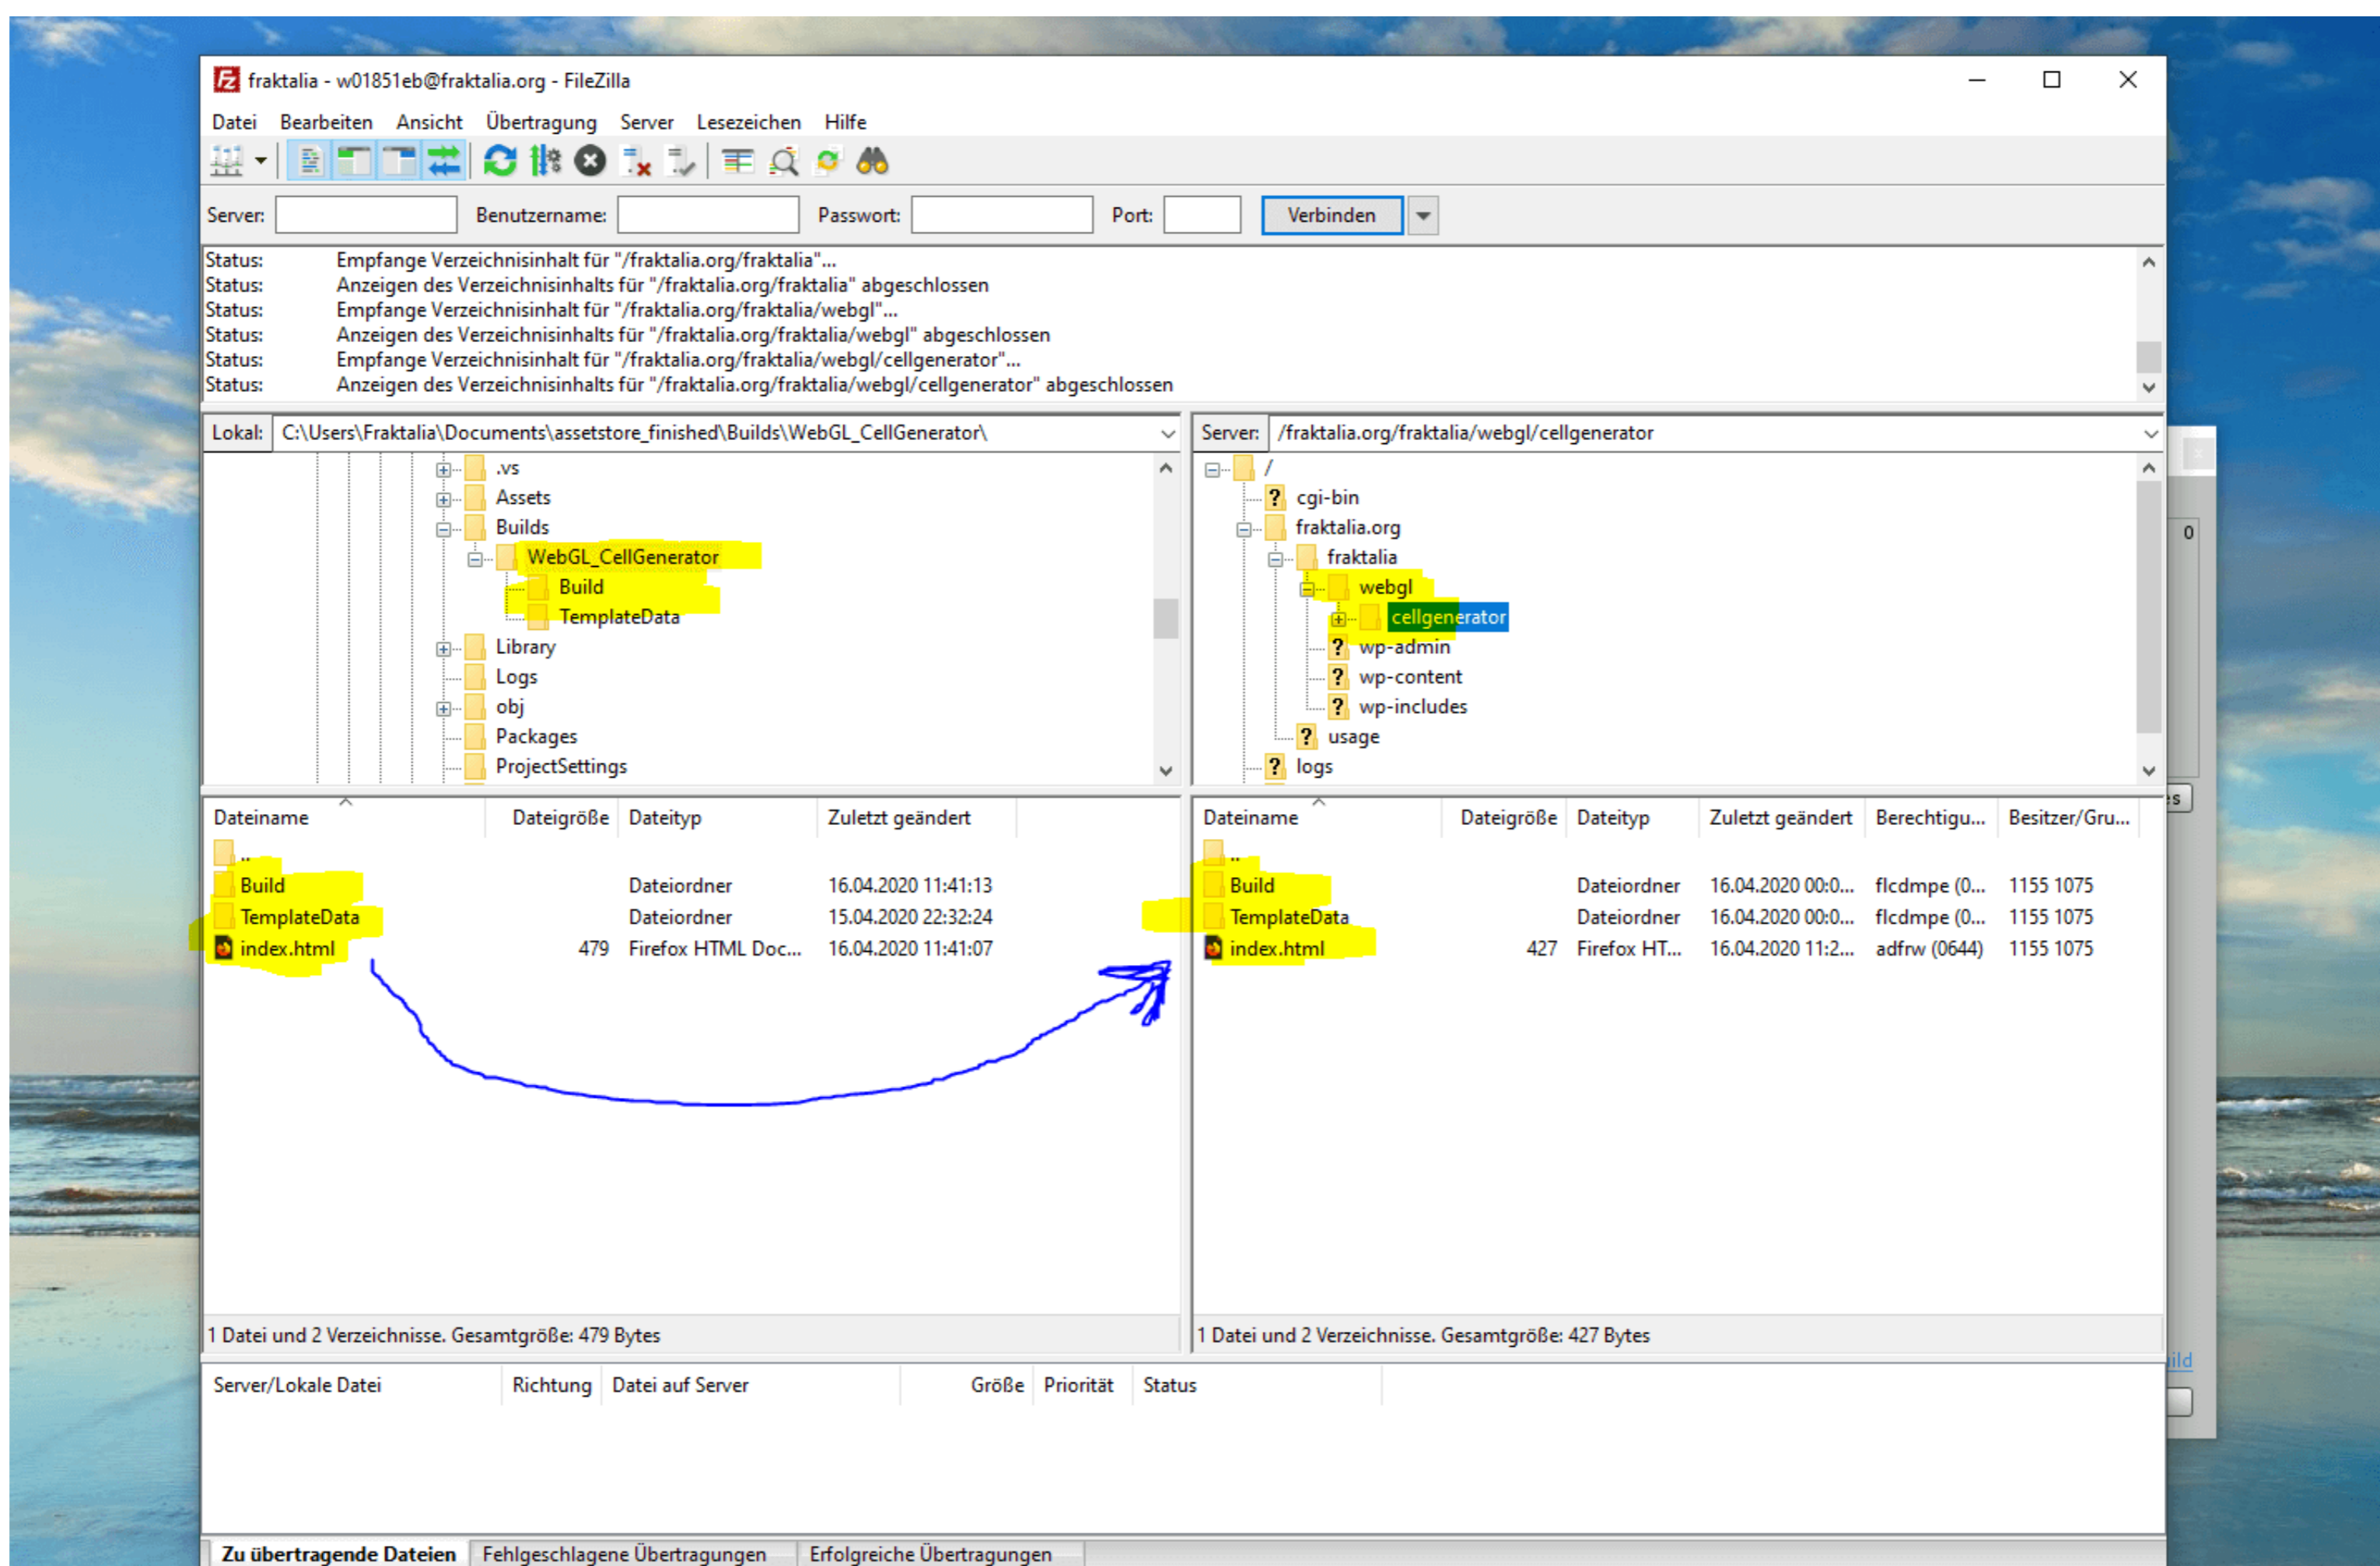 fraktalia - w01851eb@fraktalia.org - FileZilla
Datei Bearbeiten Ansicht Übertragung Server Lesezeichen Hilfe
Server: Benutzername: Passwort: Port: Verbinden
Status: Empfange Verzeichnisinhalt für "/fraktalia.org/fraktalia"...
Status: Anzeigen des Verzeichnisinhalts für "/fraktalia.org/fraktalia" abgeschlossen
Status: Empfange Verzeichnisinhalt für "/fraktalia.org/fraktalia/webgl"...
Status: Anzeigen des Verzeichnisinhalts für "/fraktalia.org/fraktalia/webgl" abgeschlossen
Status: Empfange Verzeichnisinhalt für "/fraktalia.org/fraktalia/webgl/cellgenerator"...
Status: Anzeigen des Verzeichnisinhalts für "/fraktalia.org/fraktalia/webgl/cellgenerator" abgeschlossen
Lokal: C:\Users\Fraktalia\Documents\assetstore_finished\Builds\WebGL_CellGenerator\
.vs
Assets
Builds
WebGL_CellGenerator
Build
TemplateData
Library
Logs
obj
Packages
ProjectSettings
Server: /fraktalia.org/fraktalia/webgl/cellgenerator
/
? cgi-bin
fraktalia.org
fraktalia
webgl
cellgenerator
? wp-admin
? wp-content
? wp-includes
? usage
? logs
0
es
Dateiname Dateigröße Dateityp Zuletzt geändert
..
Build Dateiordner 16.04.2020 11:41:13
TemplateData Dateiordner 15.04.2020 22:32:24
index.html 479 Firefox HTML Doc... 16.04.2020 11:41:07
1 Datei und 2 Verzeichnisse. Gesamtgröße: 479 Bytes
Dateiname Dateigröße Dateityp Zuletzt geändert Berechtigu... Besitzer/Gru...
..
Build Dateiordner 16.04.2020 00:0... flcdmpe (0... 1155 1075
TemplateData Dateiordner 16.04.2020 00:0... flcdmpe (0... 1155 1075
index.html 427 Firefox HT... 16.04.2020 11:2... adfrw (0644) 1155 1075
1 Datei und 2 Verzeichnisse. Gesamtgröße: 427 Bytes
ild
Server/Lokale Datei Richtung Datei auf Server Größe Priorität Status
Zu übertragende Dateien Fehlgeschlagene Übertragungen Erfolgreiche Übertragungen